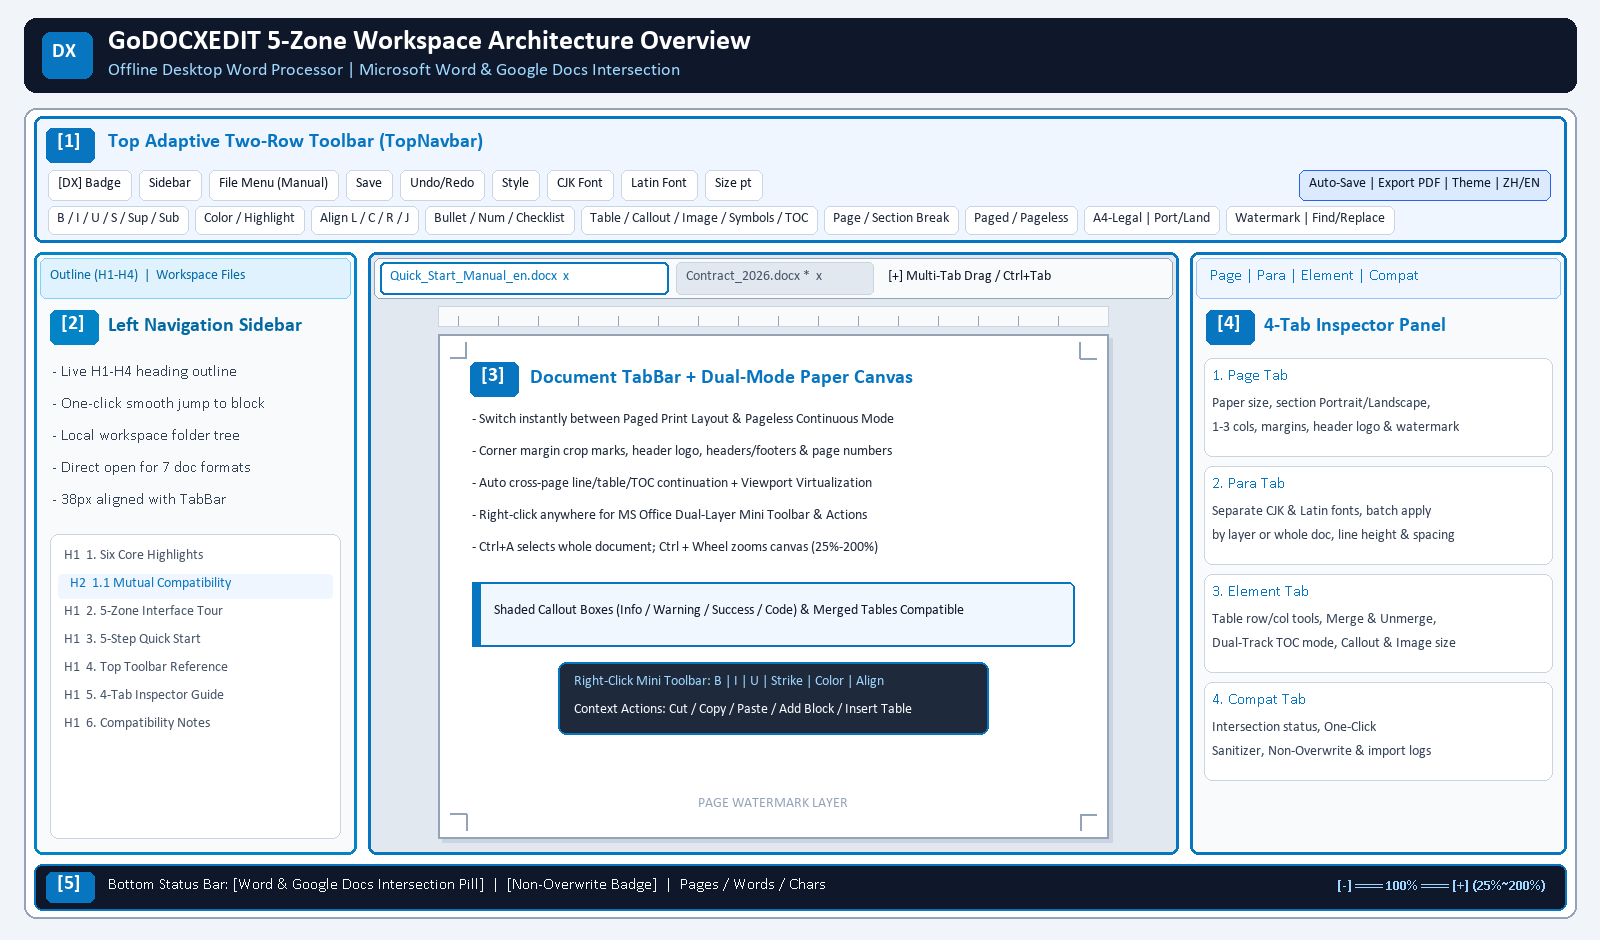 DX
GoDOCXEDIT 5-Zone Workspace Architecture Overview
Offline Desktop Word Processor | Microsoft Word & Google Docs Intersection
[1]
Top Adaptive Two-Row Toolbar (TopNavbar)
[DX] Badge
Sidebar
File Menu (Manual)
Save
Undo/Redo
Style
CJK Font
Latin Font
Size pt
Auto-Save | Export PDF | Theme | ZH/EN
B / I / U / S / Sup / Sub
Color / Highlight
Align L / C / R / J
Bullet / Num / Checklist
Table / Callout / Image / Symbols / TOC
Page / Section Break
Paged / Pageless
A4-Legal | Port/Land
Watermark | Find/Replace
Outline (H1-H4) | Workspace Files
[2]
Left Navigation Sidebar
- Live H1-H4 heading outline
- One-click smooth jump to block
- Local workspace folder tree
- Direct open for 7 doc formats
- 38px aligned with TabBar
H1 1. Six Core Highlights
H2 1.1 Mutual Compatibility
H1 2. 5-Zone Interface Tour
H1 3. 5-Step Quick Start
H1 4. Top Toolbar Reference
H1 5. 4-Tab Inspector Guide
H1 6. Compatibility Notes
Quick_Start_Manual_en.docx x
Contract_2026.docx * x
[+] Multi-Tab Drag / Ctrl+Tab
[3]
Document TabBar + Dual-Mode Paper Canvas
- Switch instantly between Paged Print Layout & Pageless Continuous Mode
- Corner margin crop marks, header logo, headers/footers & page numbers
- Auto cross-page line/table/TOC continuation + Viewport Virtualization
- Right-click anywhere for MS Office Dual-Layer Mini Toolbar & Actions
- Ctrl+A selects whole document; Ctrl + Wheel zooms canvas (25%-200%)
Shaded Callout Boxes (Info / Warning / Success / Code) & Merged Tables Compatible
Right-Click Mini Toolbar: B | I | U | Strike | Color | Align
Context Actions: Cut / Copy / Paste / Add Block / Insert Table
PAGE WATERMARK LAYER
Page | Para | Element | Compat
[4]
4-Tab Inspector Panel
1. Page Tab
Paper size, section Portrait/Landscape,
1-3 cols, margins, header logo & watermark
2. Para Tab
Separate CJK & Latin fonts, batch apply
by layer or whole doc, line height & spacing
3. Element Tab
Table row/col tools, Merge & Unmerge,
Dual-Track TOC mode, Callout & Image size
4. Compat Tab
Intersection status, One-Click
Sanitizer, Non-Overwrite & import logs
[5]
Bottom Status Bar: [Word & Google Docs Intersection Pill] | [Non-Overwrite Badge] | Pages / Words / Chars
[-] ═══ 100% ═══ [+] (25%~200%)